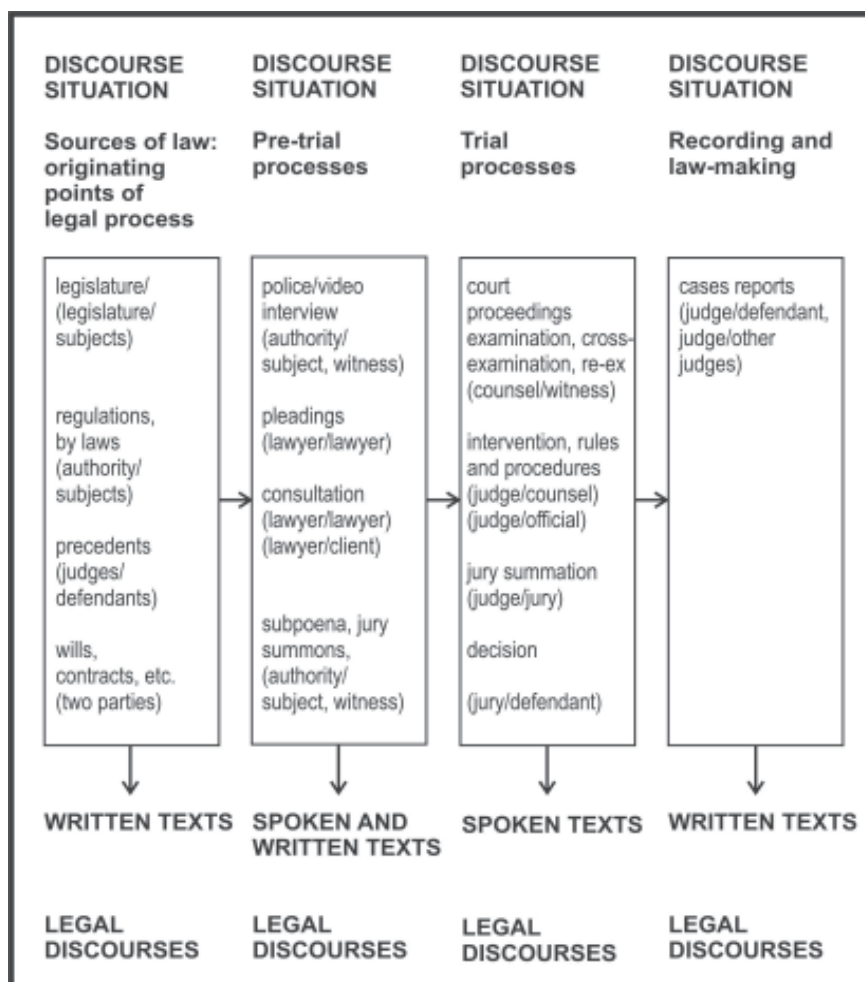 DISCOURSE
SITUATION
Sources of law:
originating
points of
legal process
legislature/
(legislature/
subjects)
regulations,
by laws
(authority/
subjects)
precedents
(judges/
defendants)
wills,
contracts, etc.
(two parties)
WRITTEN TEXTS
LEGAL
DISCOURSES
DISCOURSE
SITUATION
Pre-trial
processes
police/video
interview
(authority/
subject, witness)
pleadings
(lawyer/lawyer)
consultation
(lawyer/lawyer)
(lawyer/client)
subpoena, jury
summons,
(authority/
subject, witness)
SPOKEN AND
WRITTEN TEXTS
LEGAL
DISCOURSES
DISCOURSE
SITUATION
Trial
processes
court
proceedings
examination, cross-
examination, re-ex
(counsel/witness)
intervention, rules
and procedures
(judge/counsel)
(judge/official)
jury summation
(judge/jury)
decision
(jury/defendant)
SPOKEN TEXTS
LEGAL
DISCOURSES
DISCOURSE
SITUATION
Recording and
law-making
cases reports
(judge/defendant,
judge/other
judges)
WRITTEN TEXTS
LEGAL
DISCOURSES